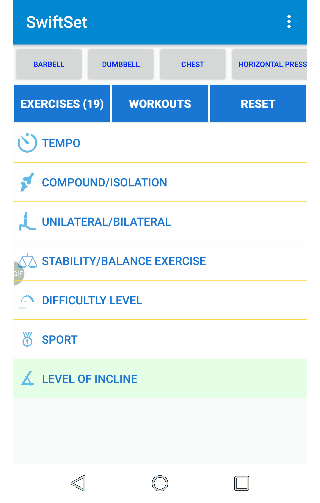 SwiftSet
BARBELL DUMBBELL CHEST HORIZONTAL PRESS
EXERCISES (19) WORKOUTS RESET
TEMPO
COMPOUND/ISOLATION
UNILATERAL/BILATERAL
STABILITY/BALANCE EXERCISE
DIFFICULTLY LEVEL
SPORT
LEVEL OF INCLINE